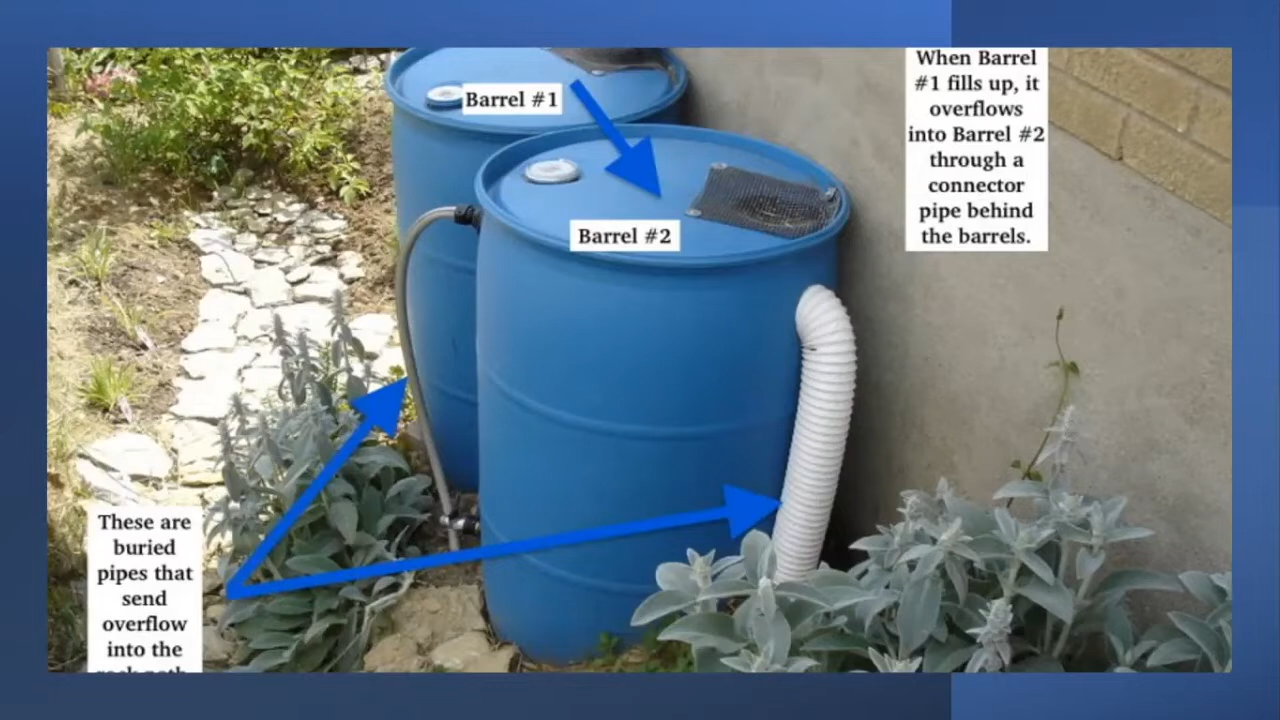 Barrel #1
Barrel #2
When Barrel
#1 fills up, it
overflows
into Barrel #2
through a
connector
pipe behind
the barrels.
These are
buried
pipes that
send
overflow
into the